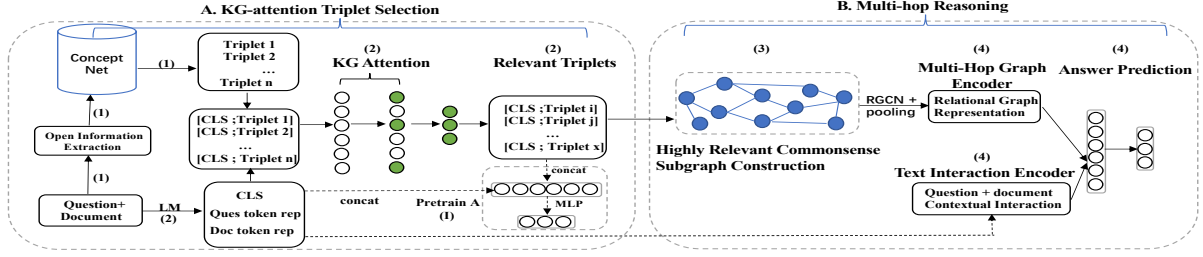 A. KG-attention Triplet Selection
Concept
Net
(1)
Triplet 1
Triplet 2
...
Triplet n
(1)
Open Information
Extraction
(1)
Question+
Document
LM
(2)
[CLS ;Triplet 1]
[CLS ;Triplet 2]
...
[CLS ; Triplet n]
CLS
Ques token rep
Doc token rep
(2)
KG Attention
concat
(2)
Relevant Triplets
[CLS ;Triplet i]
[CLS ;Triplet j]
...
[CLS ; Triplet x]
concat
Pretrain A
(1)
MLP
B. Multi-hop Reasoning
(3)
Highly Relevant Commonsense
Subgraph Construction
RGCN +
pooling
(4)
Multi-Hop Graph
Encoder
Relational Graph
Representation
(4)
Text Interaction Encoder
Question + document
Contextual Interaction
(4)
Answer Prediction